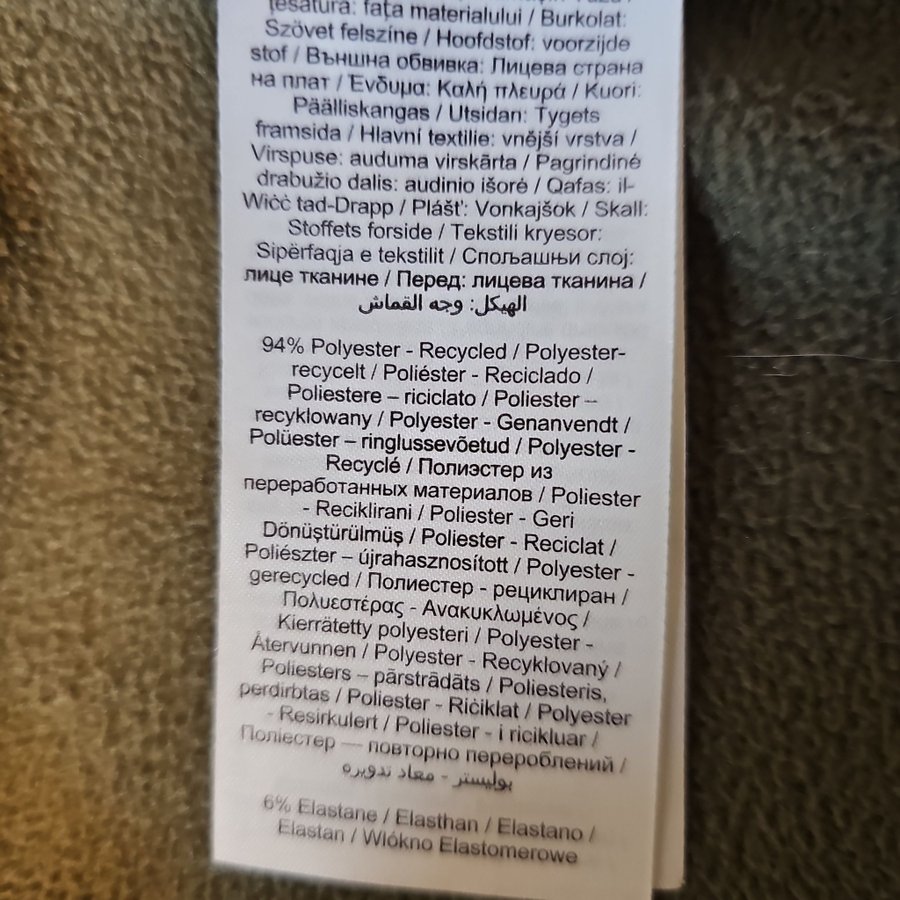 țesătură: fața materialului / Burkolat:
Szövet felszíne / Hoofdstof: voorzijde
stof / Външна обвивка: Лицева страна
на плат / Ένδυμα: Καλή πλευρά / Kuori:
Päälliskangas / Utsidan: Tygets
framsida / Hlavní textilie: vnější vrstva /
Virspuse: auduma virskārta / Pagrindinė
drabužio dalis: audinio išorė / Qafas: il-
Wiċċ tad-Drapp / Plášť: Vonkajšok / Skall:
Stoffets forside / Tekstili kryesor:
Sipërfaqja e tekstilit / Спољашњи слој:
лице тканине / Перед: лицева тканина /
الهيكل: وجه القماش
94% Polyester - Recycled / Polyester-
recycelt / Poliéster - Reciclado /
Poliestere – riciclato / Poliester –
recyklowany / Polyester - Genanvendt /
Polüester – ringlussevõetud / Polyester -
Recyclé / Полиэстер из
переработанных материалов / Poliester
- Reciklirani / Poliester - Geri
Dönüştürülmüş / Poliester - Reciclat /
Poliészter – újrahasznosított / Polyester -
gerecycled / Полиестер - рециклиран /
Πολυεστέρας - Ανακυκλωμένος /
Kierrätetty polyesteri / Polyester -
Återvunnen / Polyester - Recyklovaný /
Poliesters – pārstrādāts / Poliesteris,
perdirbtas / Poliester - Riċiklat / Polyester
- Resirkulert / Poliester - i ricikluar /
Поліестер — повторно перероблений /
بوليستر - معاد تدويره
6% Elastane / Elasthan / Elastano /
Elastan / Włókno Elastomerowe